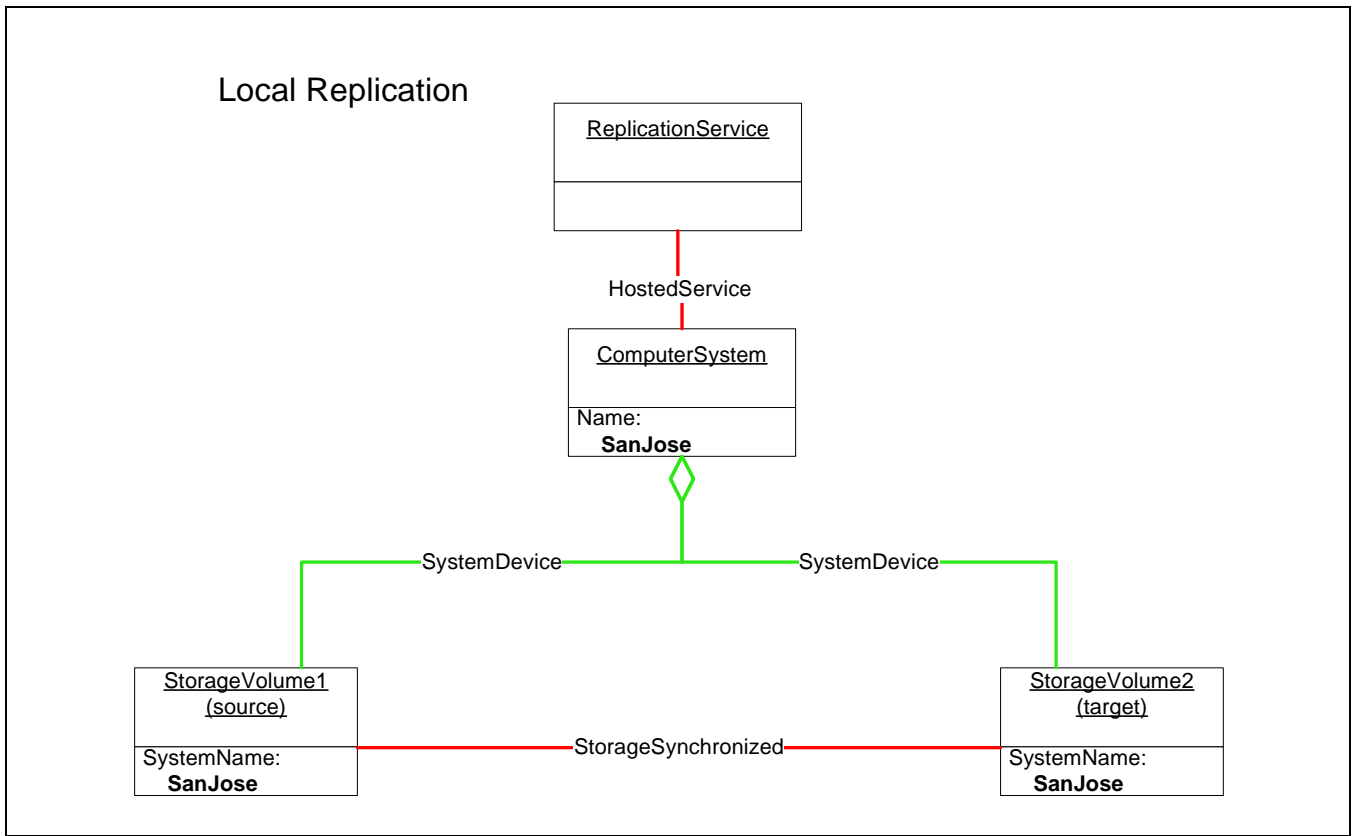 Local Replication
ReplicationService
HostedService
ComputerSystem
Name:
SanJose
SystemDevice
SystemDevice
StorageVolume1
(source)
SystemName:
SanJose
StorageSynchronized
StorageVolume2
(target)
SystemName:
SanJose